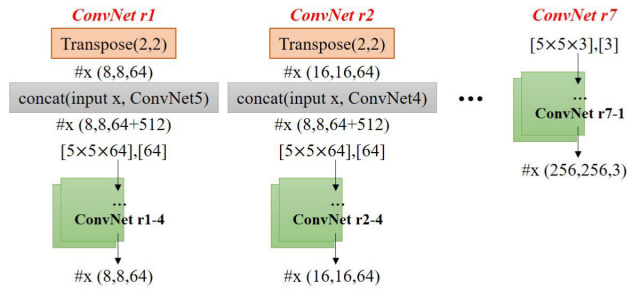 ConvNet r1
Transpose(2,2)
#x (8,8,64)
concat(input x, ConvNet5)
#x (8,8,64+512)
[5×5×64],[64]
...
ConvNet r1-4
#x (8,8,64)
ConvNet r2
Transpose(2,2)
#x (16,16,64)
concat(input x, ConvNet4)
#x (8,8,64+512)
[5×5×64],[64]
...
ConvNet r2-4
#x (16,16,64)
...
ConvNet r7
[5×5×3],[3]
...
ConvNet r7-1
#x (256,256,3)